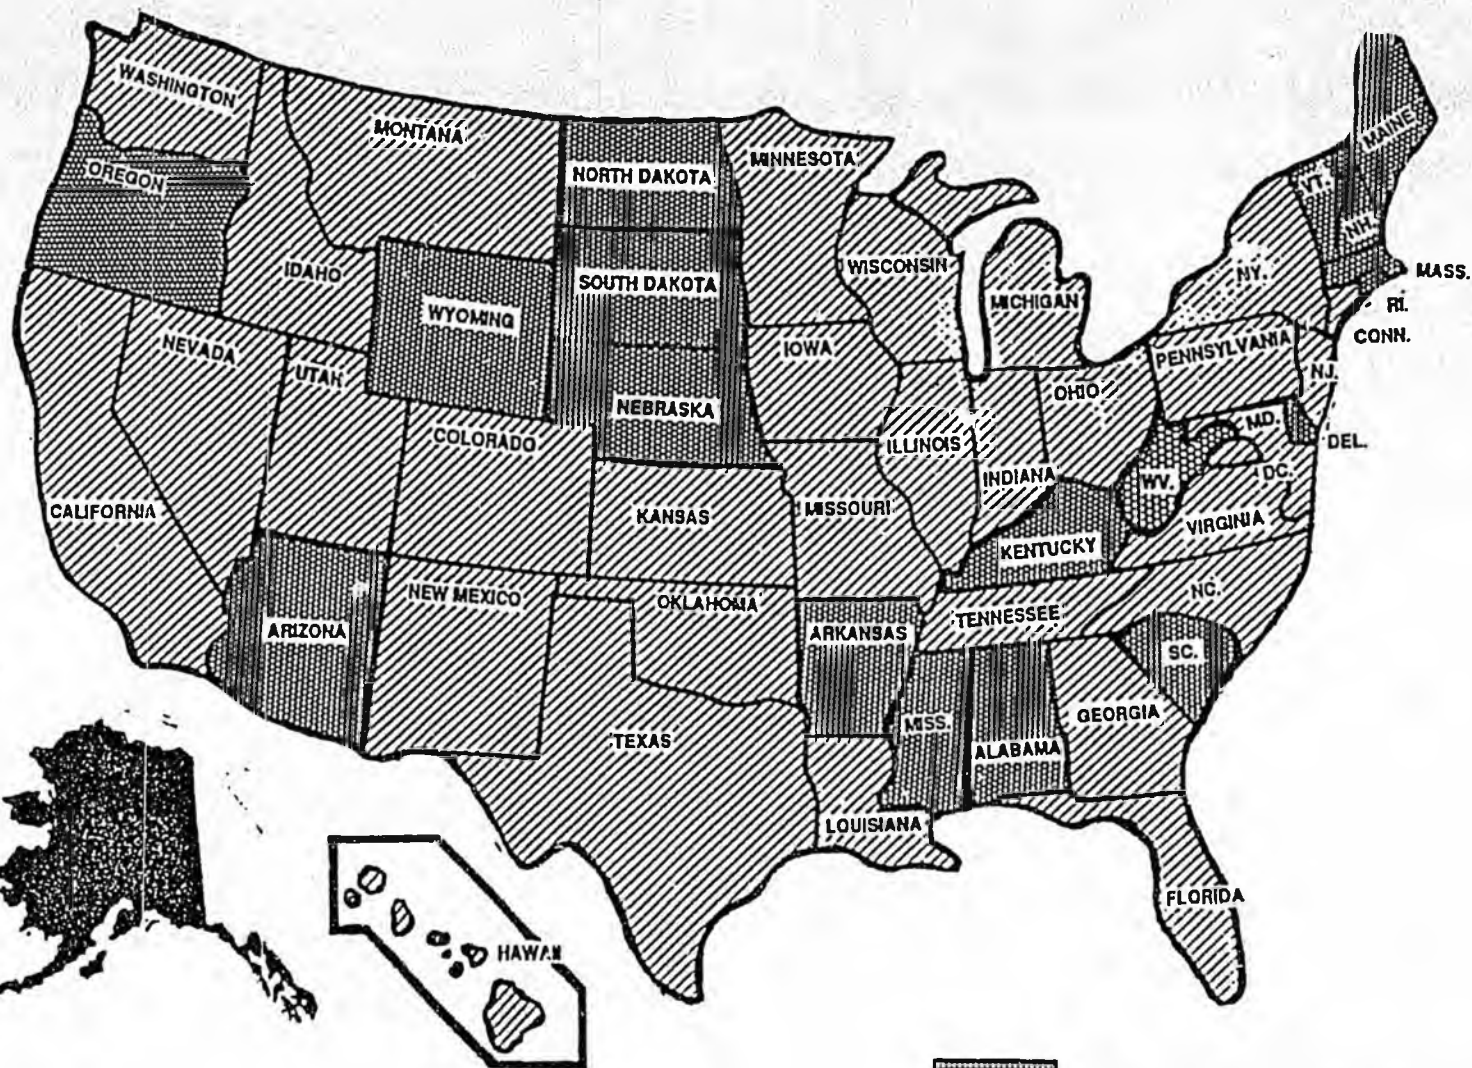 WASHINGTON
MONTANA
MAINE
OREGON
NORTH DAKOTA
MINNESOTA
VT.
NH.
IDAHO
SOUTH DAKOTA
WISCONSIN
MICHIGAN
NY.
MASS.
WYOMING
RI.
NEVADA
IOWA
PENNSYLVANIA
CONN.
UTAH
NEBRASKA
OHIO
NJ.
COLORADO
ILLINOIS
MD.
DEL.
CALIFORNIA
KANSAS
MISSOURI
INDIANA
WV.
DC.
VIRGINIA
KENTUCKY
NEW MEXICO
OKLAHOMA
TENNESSEE
NC.
ARIZONA
ARKANSAS
SC.
TEXAS
MISS.
ALABAMA
GEORGIA
LOUISIANA
FLORIDA
HAWAII